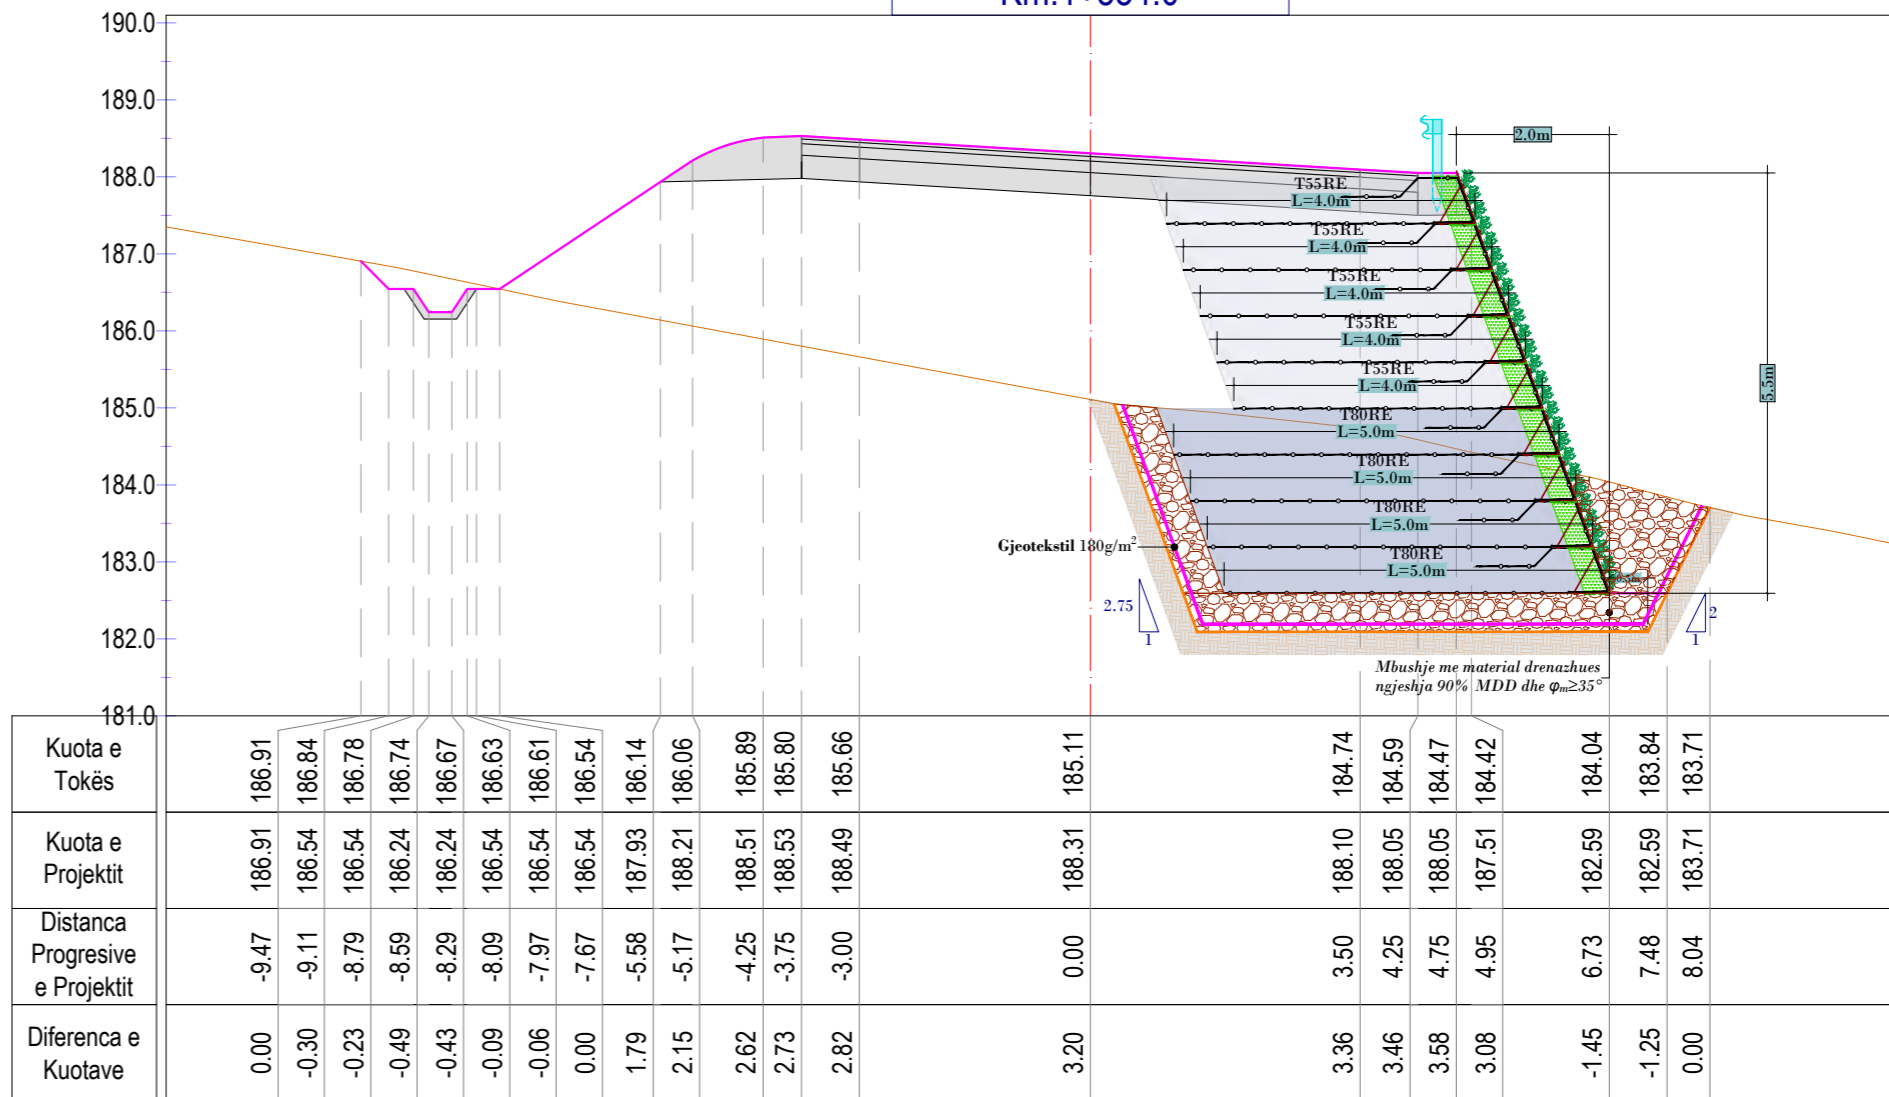 190.0
189.0
188.0
187.0
186.0
185.0
184.0
183.0
182.0
181.0
2.0m
5.5m
T55RE
L=4.0m
T55RE
L=4.0m
T55RE
L=4.0m
T55RE
L=4.0m
T55RE
L=4.0m
T80RE
L=5.0m
T80RE
L=5.0m
T80RE
L=5.0m
T80RE
L=5.0m
Gjeotekstil 180g/m²
2.75
1
2
1
Mbushje me material drenazhues
ngjeshja 90% MDD dhe φm≥35°
Kuota e
Tokës
186.91 186.84 186.78 186.74 186.67 186.63 186.61 186.54 186.14 186.06 185.89 185.80 185.66 185.11 184.74 184.59 184.47 184.42 184.04 183.84 183.71
Kuota e
Projektit
186.91 186.54 186.54 186.24 186.24 186.54 186.54 186.54 187.93 188.21 188.51 188.53 188.49 188.31 188.10 188.05 188.05 187.51 182.59 182.59 183.71
Distanca
Progresive
e Projektit
-9.47 -9.11 -8.79 -8.59 -8.29 -8.09 -7.97 -7.67 -5.58 -5.17 -4.25 -3.75 -3.00 0.00 3.50 4.25 4.75 4.95 6.73 7.48 8.04
Diferenca e
Kuotave
0.00 -0.30 -0.23 -0.49 -0.43 -0.09 -0.06 0.00 1.79 2.15 2.62 2.73 2.82 3.20 3.36 3.46 3.58 3.08 -1.45 -1.25 0.00